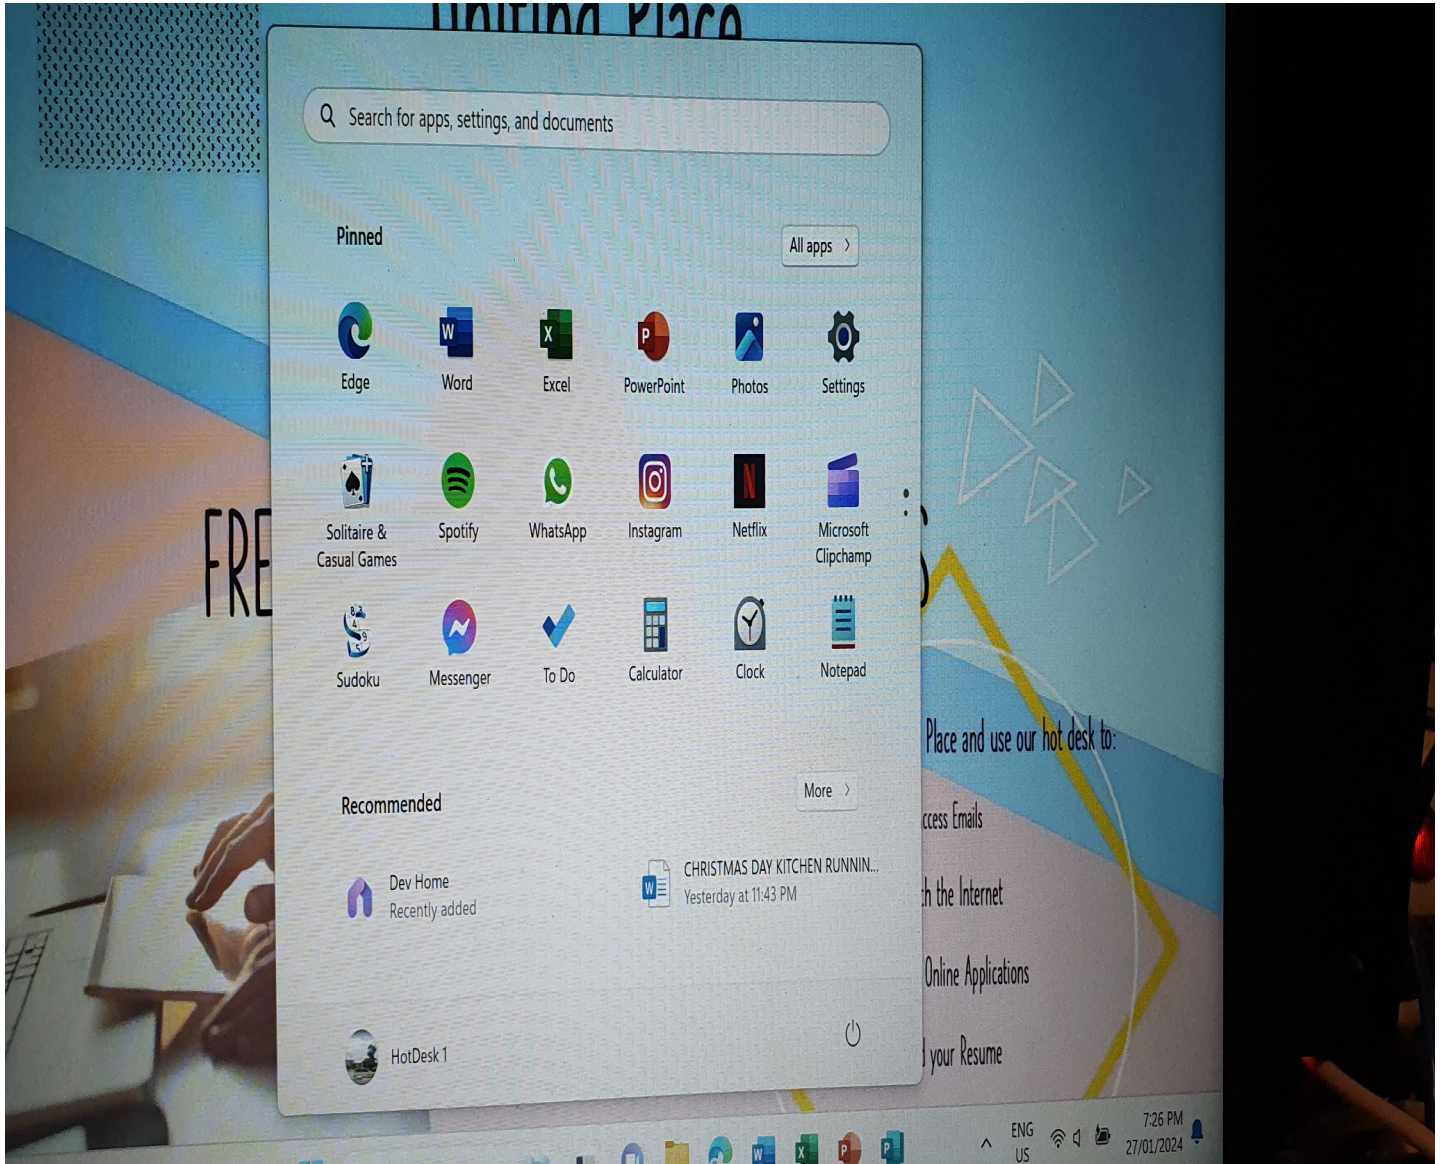 Uniting Place
Search for apps, settings, and documents
Pinned
All apps
Edge
Word
Excel
PowerPoint
Photos
Settings
Solitaire &
Casual Games
Spotify
WhatsApp
Instagram
Netflix
Microsoft
Clipchamp
FRE
S
Sudoku
Messenger
To Do
Calculator
Clock
Notepad
Place and use our hot desk to:
Recommended
More
ccess Emails
Dev Home
Recently added
CHRISTMAS DAY KITCHEN RUNNIN...
Yesterday at 11:43 PM
h the Internet
Online Applications
HotDesk 1
d your Resume
ENG
US
7:26 PM
27/01/2024